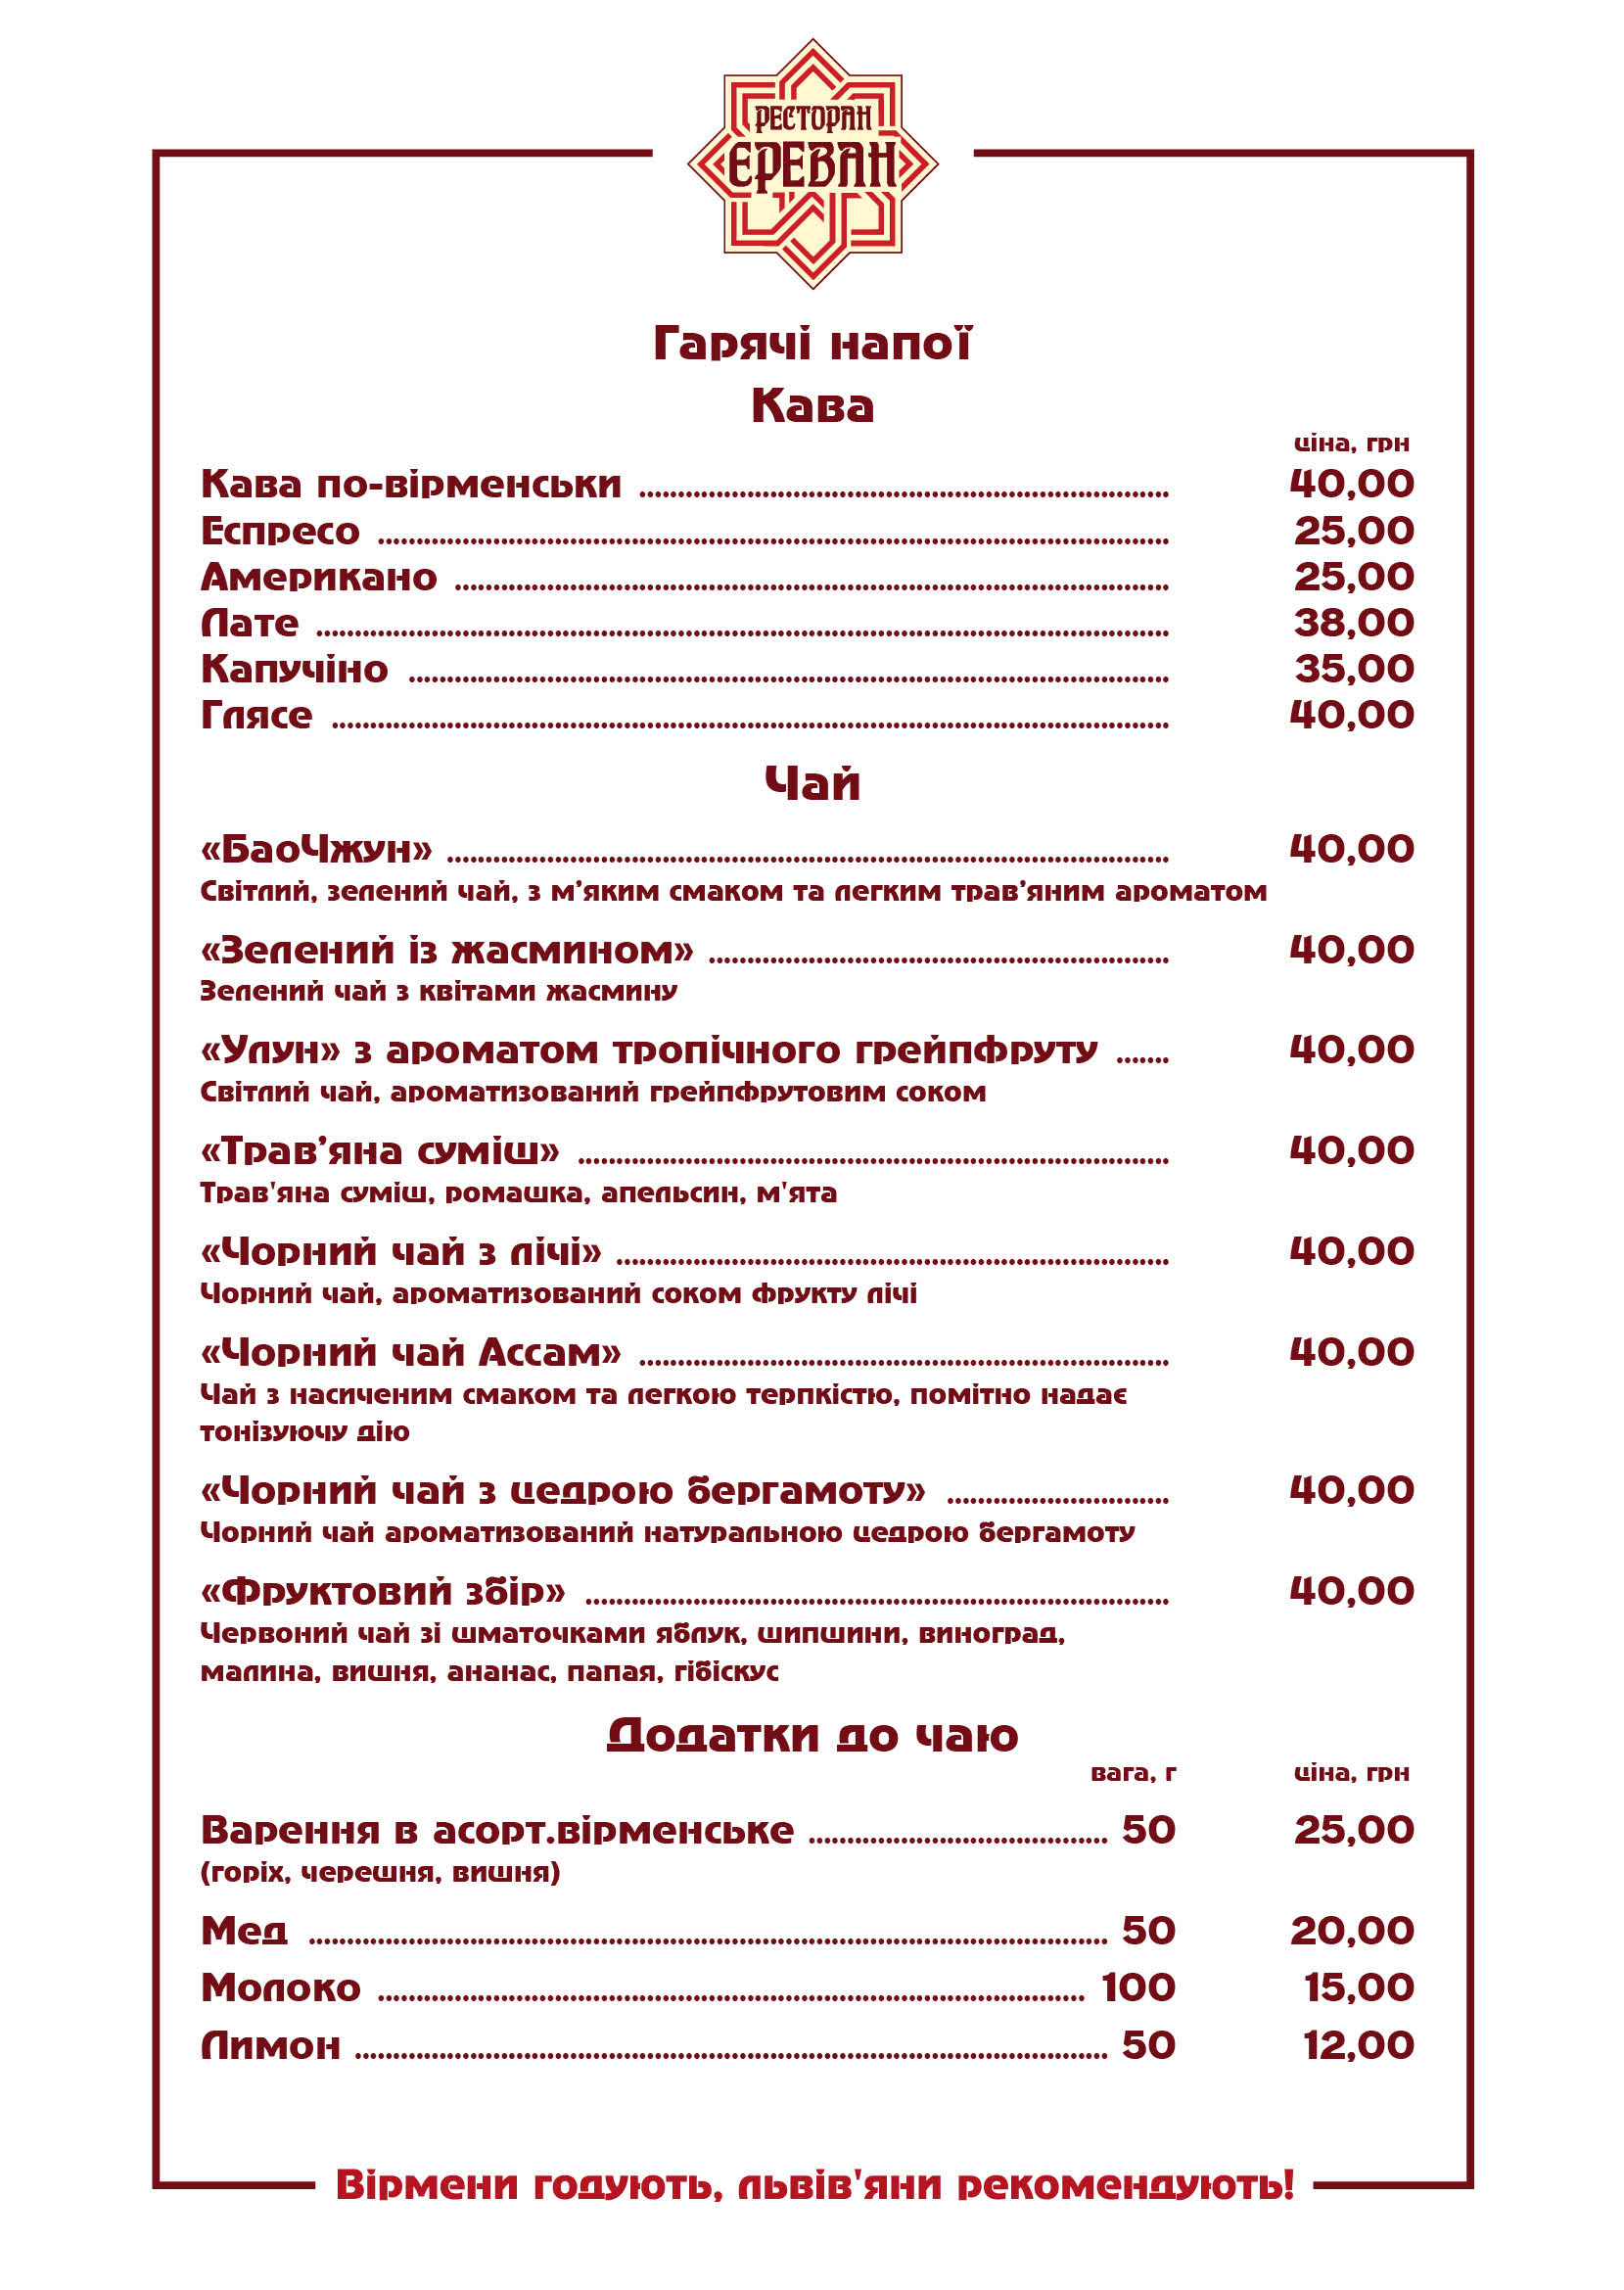 РЕСТОРАН
ЄРЕВАН
Гарячі напої
Кава
ціна, грн
Кава по-вірменськи ........ 40,00
Еспресо ........ 25,00
Американо ........ 25,00
Лате ........ 38,00
Капучіно ........ 35,00
Глясе ........ 40,00
Чай
«БаоЧжун» ........ 40,00
Світлий, зелений чай, з м’яким смаком та легким трав’яним ароматом
«Зелений із жасмином» ........ 40,00
Зелений чай з квітами жасмину
«Улун» з ароматом тропічного грейпфруту ....... 40,00
Світлий чай, ароматизований грейпфрутовим соком
«Трав’яна суміш» ........ 40,00
Трав'яна суміш, ромашка, апельсин, м'ята
«Чорний чай з лічі» ........ 40,00
Чорний чай, ароматизований соком фрукту лічі
«Чорний чай Ассам» ........ 40,00
Чай з насиченим смаком та легкою терпкістю, помітно надає
тонізуючу дію
«Чорний чай з цедрою бергамоту» ........ 40,00
Чорний чай ароматизований натуральною цедрою бергамоту
«Фруктовий збір» ........ 40,00
Червоний чай зі шматочками яблук, шипшини, виноград,
малина, вишня, ананас, папая, гібіскус
Додатки до чаю
вага, г ціна, грн
Варення в асорт.вірменське ........ 50 25,00
(горіх, черешня, вишня)
Мед ........ 50 20,00
Молоко ........ 100 15,00
Лимон ........ 50 12,00
Вірмени годують, львів'яни рекомендують!